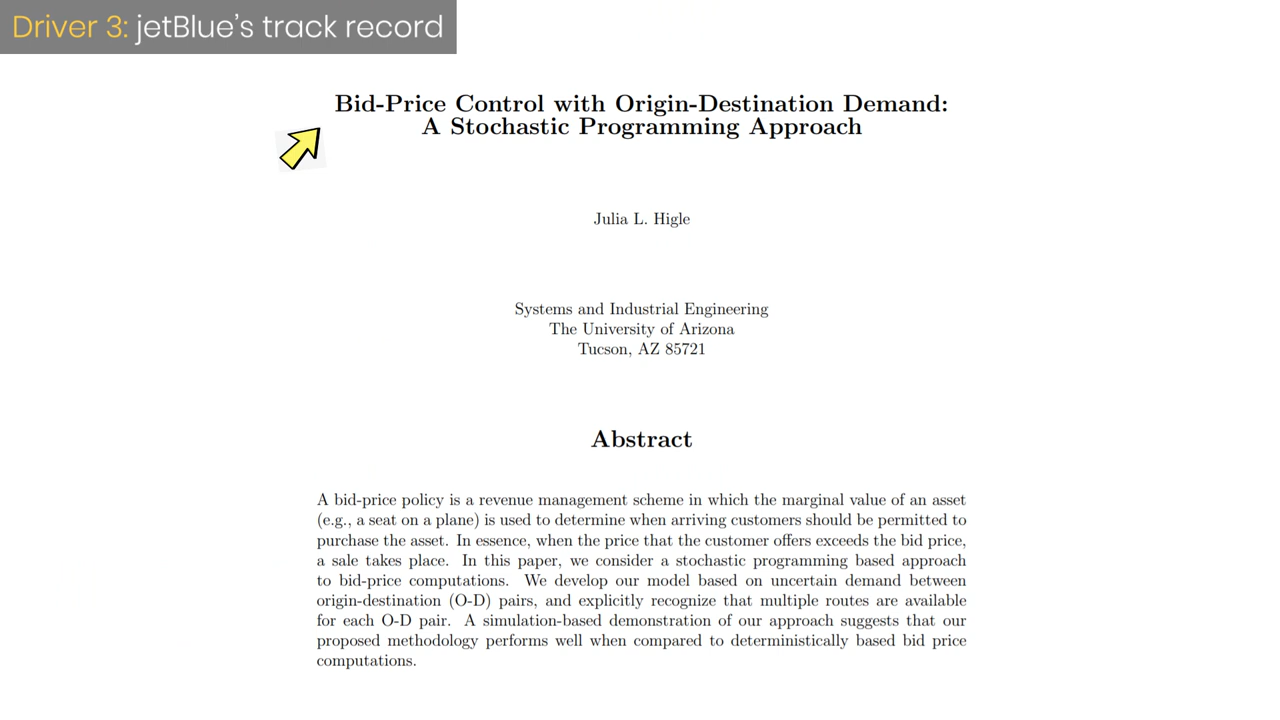 Driver 3: jetBlue's track record
Bid-Price Control with Origin-Destination Demand:
A Stochastic Programming Approach
Julia L. Higle
Systems and Industrial Engineering
The University of Arizona
Tucson, AZ 85721
Abstract
A bid-price policy is a revenue management scheme in which the marginal value of an asset
(e.g., a seat on a plane) is used to determine when arriving customers should be permitted to
purchase the asset. In essence, when the price that the customer offers exceeds the bid price,
a sale takes place. In this paper, we consider a stochastic programming based approach
to bid-price computations. We develop our model based on uncertain demand between
origin-destination (O-D) pairs, and explicitly recognize that multiple routes are available
for each O-D pair. A simulation-based demonstration of our approach suggests that our
proposed methodology performs well when compared to deterministically based bid price
computations.